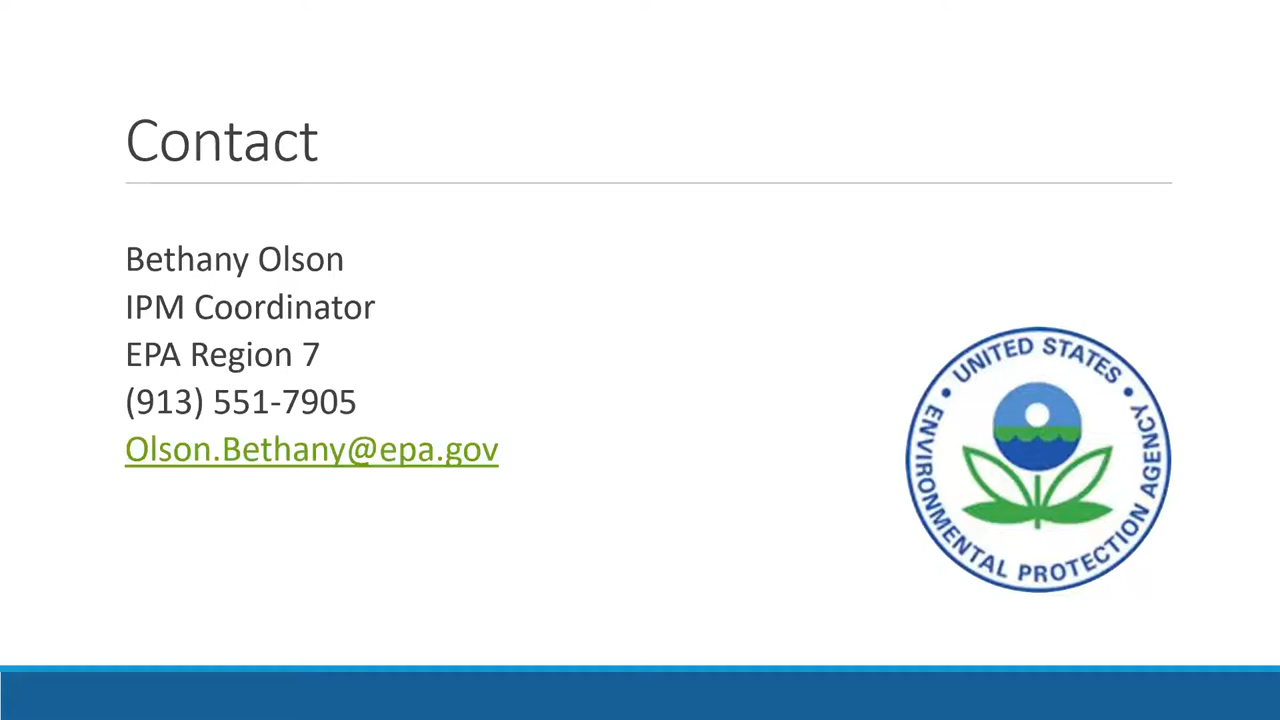 Contact
Bethany Olson
IPM Coordinator
EPA Region 7
(913) 551-7905
Olson.Bethany@epa.gov
UNITED STATES
ENVIRONMENTAL PROTECTION AGENCY